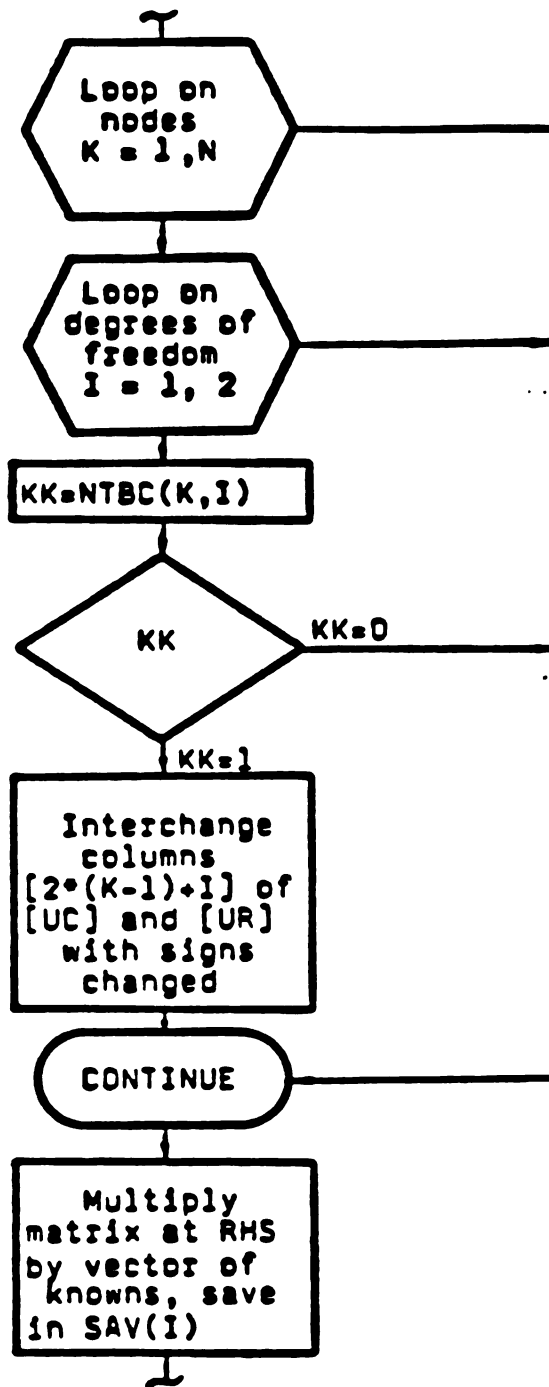 Loop on
nodes
K = 1,N
Loop on
degrees of
freedom
I = 1, 2
KK=NTBC(K,I)
KK
KK=0
KK=1
Interchange
columns
[2*(K-1)+I] of
[UC] and [UR]
with signs
changed
CONTINUE
Multiply
matrix at RHS
by vector of
knowns, save
in SAV(I)